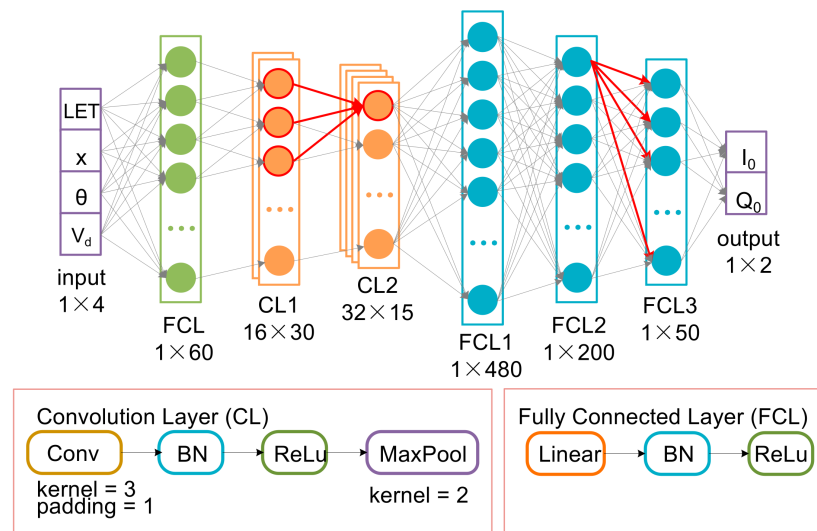 LET
x
θ
V_d
input
1×4
FCL
1×60
CL1
16×30
CL2
32×15
FCL1
1×480
FCL2
1×200
FCL3
1×50
I_0
Q_0
output
1×2
Convolution Layer (CL)
Conv
BN
ReLu
MaxPool
kernel = 3
padding = 1
kernel = 2
Fully Connected Layer (FCL)
Linear
BN
ReLu